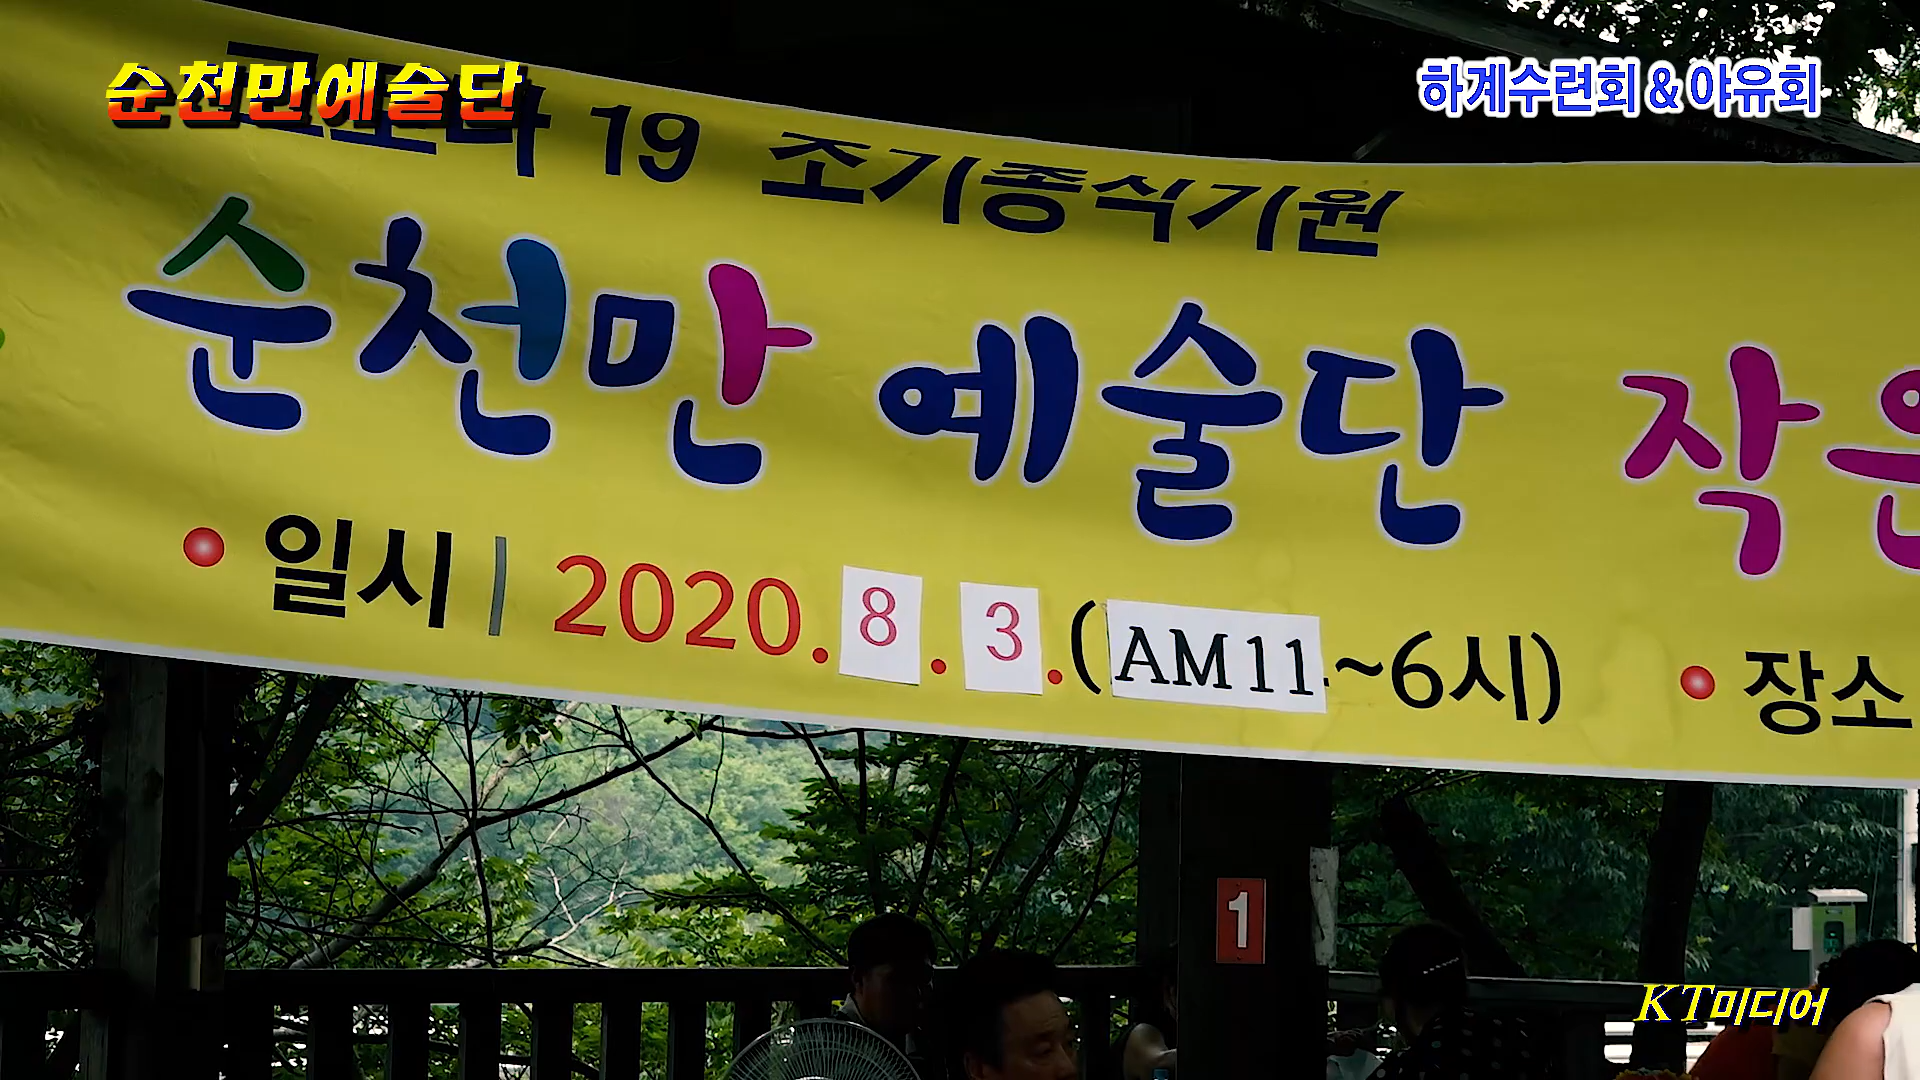 순천만예술단
하계수련회 & 야유회
코로나 19 조기종식기원
순천만 예술단 작은
• 일시 | 2020.8.3.(AM11~6시) • 장소
1
KT미디어